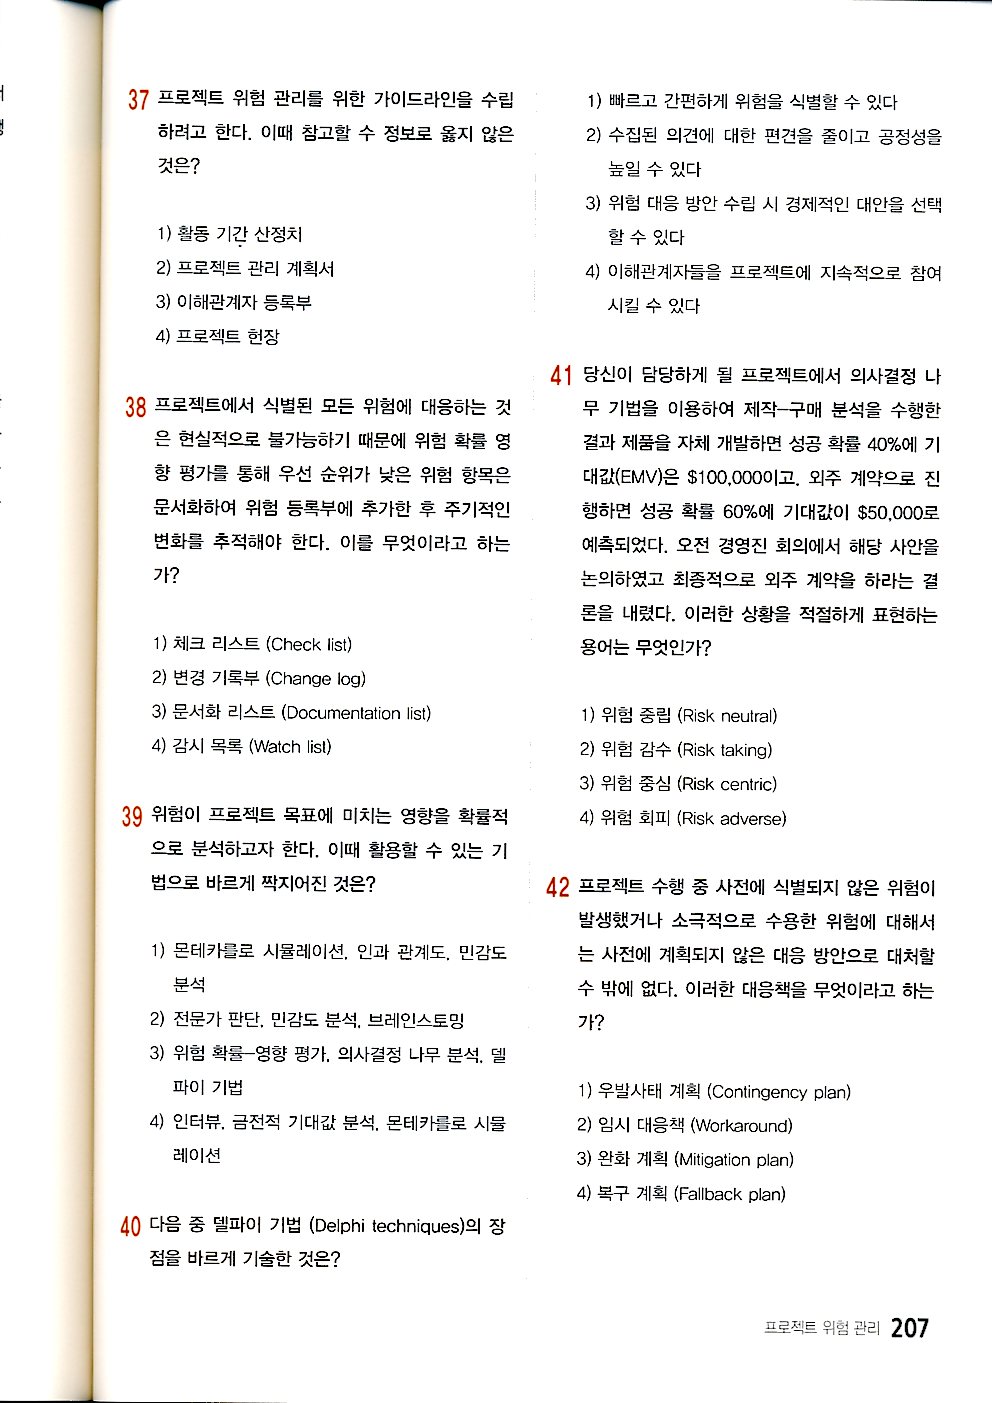 37 프로젝트 위험 관리를 위한 가이드라인을 수립
하려고 한다. 이때 참고할 수 정보로 옳지 않은
것은?
1) 활동 기간 산정치
2) 프로젝트 관리 계획서
3) 이해관계자 등록부
4) 프로젝트 헌장
38 프로젝트에서 식별된 모든 위험에 대응하는 것
은 현실적으로 불가능하기 때문에 위험 확률 영
향 평가를 통해 우선 순위가 낮은 위험 항목은
문서화하여 위험 등록부에 추가한 후 주기적인
변화를 추적해야 한다. 이를 무엇이라고 하는
가?
1) 체크 리스트 (Check list)
2) 변경 기록부 (Change log)
3) 문서화 리스트 (Documentation list)
4) 감시 목록 (Watch list)
39 위험이 프로젝트 목표에 미치는 영향을 확률적
으로 분석하고자 한다. 이때 활용할 수 있는 기
법으로 바르게 짝지어진 것은?
1) 몬테카를로 시뮬레이션, 인과 관계도, 민감도
분석
2) 전문가 판단, 민감도 분석, 브레인스토밍
3) 위험 확률-영향 평가, 의사결정 나무 분석, 델
파이 기법
4) 인터뷰, 금전적 기대값 분석, 몬테카를로 시뮬
레이션
40 다음 중 델파이 기법 (Delphi techniques)의 장
점을 바르게 기술한 것은?
1) 빠르고 간편하게 위험을 식별할 수 있다
2) 수집된 의견에 대한 편견을 줄이고 공정성을
높일 수 있다
3) 위험 대응 방안 수립 시 경제적인 대안을 선택
할 수 있다
4) 이해관계자들을 프로젝트에 지속적으로 참여
시킬 수 있다
41 당신이 담당하게 될 프로젝트에서 의사결정 나
무 기법을 이용하여 제작-구매 분석을 수행한
결과 제품을 자체 개발하면 성공 확률 40%에 기
대값(EMV)은 $100,000이고, 외주 계약으로 진
행하면 성공 확률 60%에 기대값이 $50,000로
예측되었다. 오전 경영진 회의에서 해당 사안을
논의하였고 최종적으로 외주 계약을 하라는 결
론을 내렸다. 이러한 상황을 적절하게 표현하는
용어는 무엇인가?
1) 위험 중립 (Risk neutral)
2) 위험 감수 (Risk taking)
3) 위험 중심 (Risk centric)
4) 위험 회피 (Risk adverse)
42 프로젝트 수행 중 사전에 식별되지 않은 위험이
발생했거나 소극적으로 수용한 위험에 대해서
는 사전에 계획되지 않은 대응 방안으로 대처할
수 밖에 없다. 이러한 대응책을 무엇이라고 하는
가?
1) 우발사태 계획 (Contingency plan)
2) 임시 대응책 (Workaround)
3) 완화 계획 (Mitigation plan)
4) 복구 계획 (Fallback plan)
프로젝트 위험 관리 207